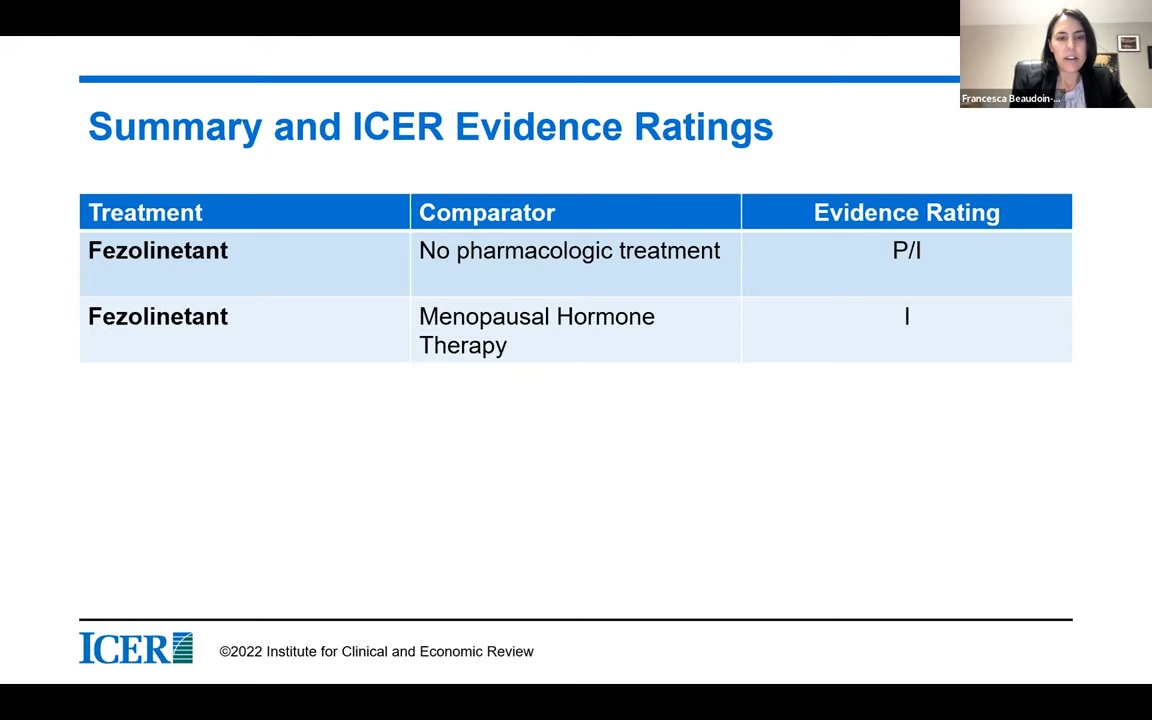 Francesca Beaudoin-...
Summary and ICER Evidence Ratings
Treatment Comparator Evidence Rating
Fezolinetant No pharmacologic treatment P/I
Fezolinetant Menopausal Hormone Therapy I
ICER ©2022 Institute for Clinical and Economic Review